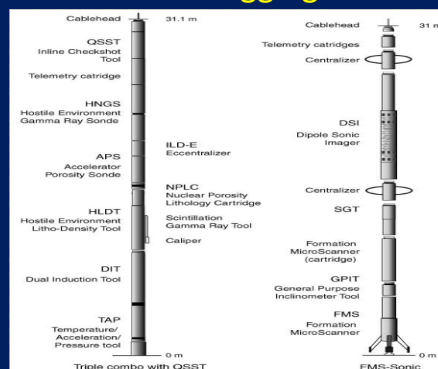 gging
Cablehead
31.1 m
QSST
Inline Checkshot
Tool
Telemetry catridge
HNGS
Hostile Environment
Gamma Ray Sonde
ILD-E
Eccentralizer
APS
Accelerator
Porosity Sonde
NPLC
Nuclear Porosity
Lithology Cartridge
HLDT
Hostile Environment
Litho-Density Tool
Scintillation
Gamma Ray Tool
Caliper
DIT
Dual Induction Tool
TAP
Temperature/
Acceleration/
Pressure tool
0 m
Triple combo with QSST
Cablehead
31 m
Telemetry catridges
Centralizer
DSI
Dipole Sonic
Imager
Centralizer
SGT
Formation
MicroScanner
(cartridge)
GPIT
General Purpose
Inclinometer Tool
FMS
Formation
MicroScanner
0 m
FMS-Sonic